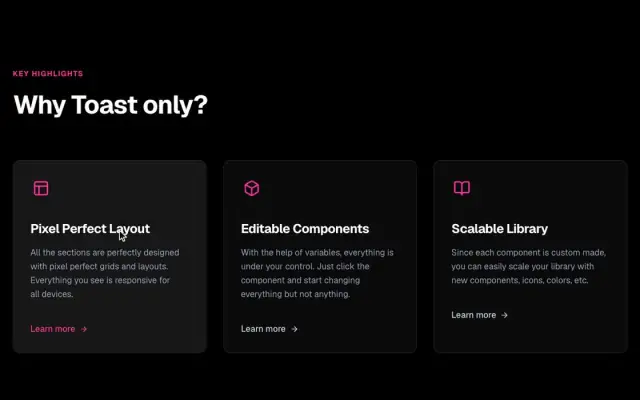 KEY HIGHLIGHTS
Why Toast only?
Pixel Perfect Layout
All the sections are perfectly designed
with pixel perfect grids and layouts.
Everything you see is responsive for
all devices.
Learn more →
Editable Components
With the help of variables, everything is
under your control. Just click the
component and start changing
everything but not anything.
Learn more →
Scalable Library
Since each component is custom made,
you can easily scale your library with
new components, icons, colors, etc.
Learn more →